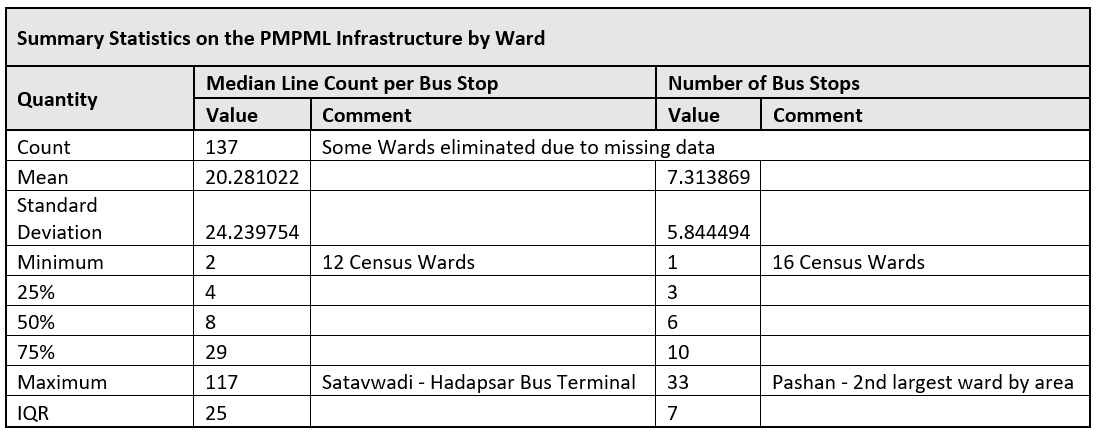 Summary Statistics on the PMPML Infrastructure by Ward
Quantity Median Line Count per Bus Stop Number of Bus Stops
Value Comment Value Comment
Count 137 Some Wards eliminated due to missing data
Mean 20.281022 7.313869
Standard
Deviation 24.239754 5.844494
Minimum 2 12 Census Wards 1 16 Census Wards
25% 4 3
50% 8 6
75% 29 10
Maximum 117 Satavwadi - Hadapsar Bus Terminal 33 Pashan - 2nd largest ward by area
IQR 25 7